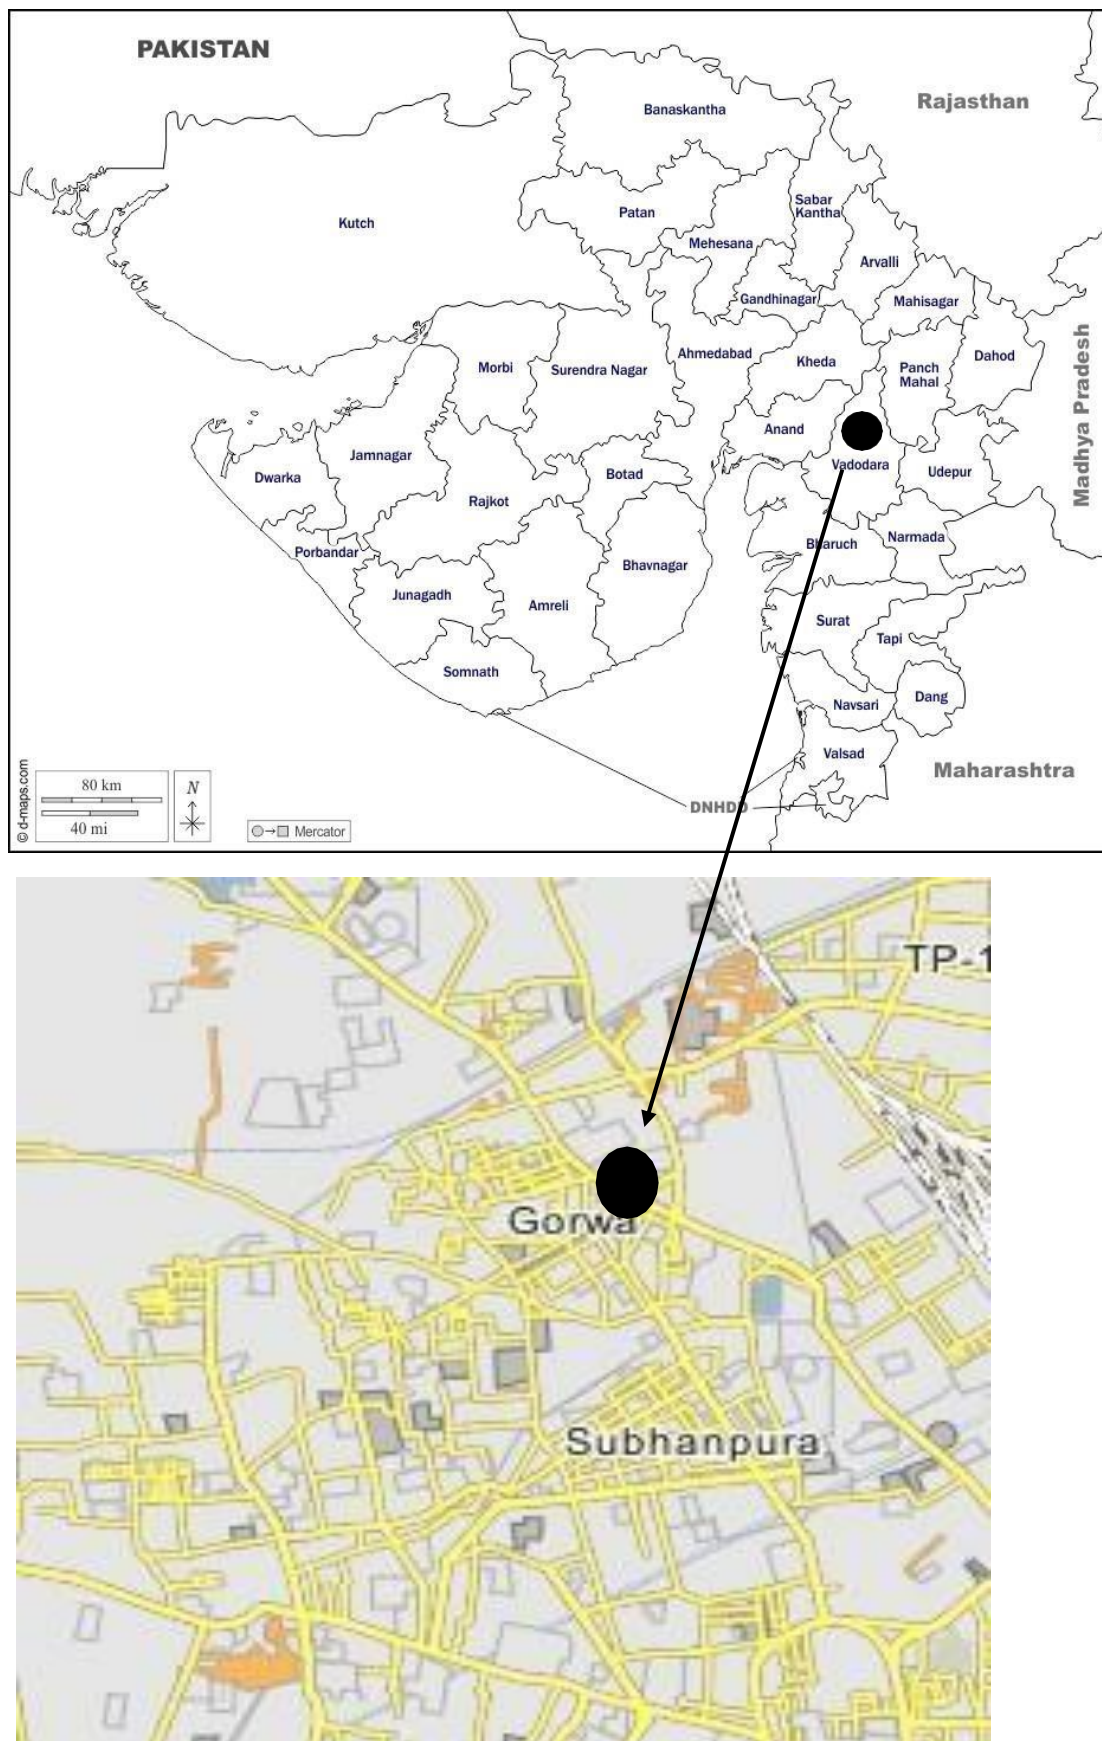 PAKISTAN
Rajasthan
Banaskantha
Kutch
Patan
Sabar
Kantha
Mehesana
Arvalli
Gandhinagar
Mahisagar
Ahmedabad
Kheda
Panch
Mahal
Dahod
Madhya Pradesh
Morbi
Surendra Nagar
Anand
Vadodara
Udepur
Jamnagar
Dwarka
Rajkot
Botad
Porbandar
Bharuch
Narmada
Bhavnagar
Junagadh
Amreli
Surat
Tapi
Somnath
Navsari
Dang
Valsad
Maharashtra
DNHDD
© d-maps.com
80 km
40 mi
N
Mercator
TP-1
Gorwa
Subhanpura